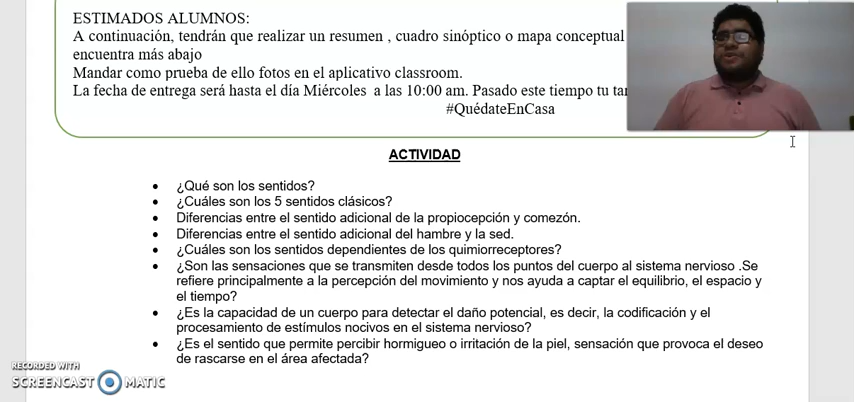 ESTIMADOS ALUMNOS:
A continuación, tendrán que realizar un resumen , cuadro sinóptico o mapa conceptual
encuentra más abajo
Mandar como prueba de ello fotos en el aplicativo classroom.
La fecha de entrega será hasta el día Miércoles a las 10:00 am. Pasado este tiempo tu
#QuédateEnCasa
ACTIVIDAD
• ¿Qué son los sentidos?
• ¿Cuáles son los 5 sentidos clásicos?
• Diferencias entre el sentido adicional de la propiocepción y comezón.
• Diferencias entre el sentido adicional del hambre y la sed.
• ¿Cuáles son los sentidos dependientes de los quimiorreceptores?
• ¿Son las sensaciones que se transmiten desde todos los puntos del cuerpo al sistema nervioso .Se
refiere principalmente a la percepción del movimiento y nos ayuda a captar el equilibrio, el espacio y
el tiempo?
• ¿Es la capacidad de un cuerpo para detectar el daño potencial, es decir, la codificación y el
procesamiento de estímulos nocivos en el sistema nervioso?
• ¿Es el sentido que permite percibir hormigueo o irritación de la piel, sensación que provoca el deseo
de rascarse en el área afectada?
RECORDED WITH
SCREENCAST MATIC